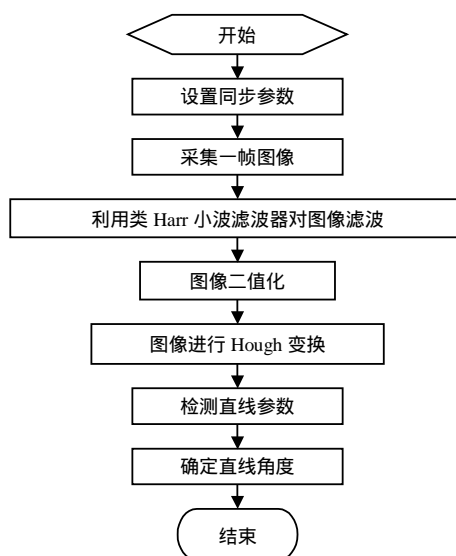 开始
设置同步参数
采集一帧图像
利用类 Harr 小波滤波器对图像滤波
图像二值化
图像进行 Hough 变换
检测直线参数
确定直线角度
结束